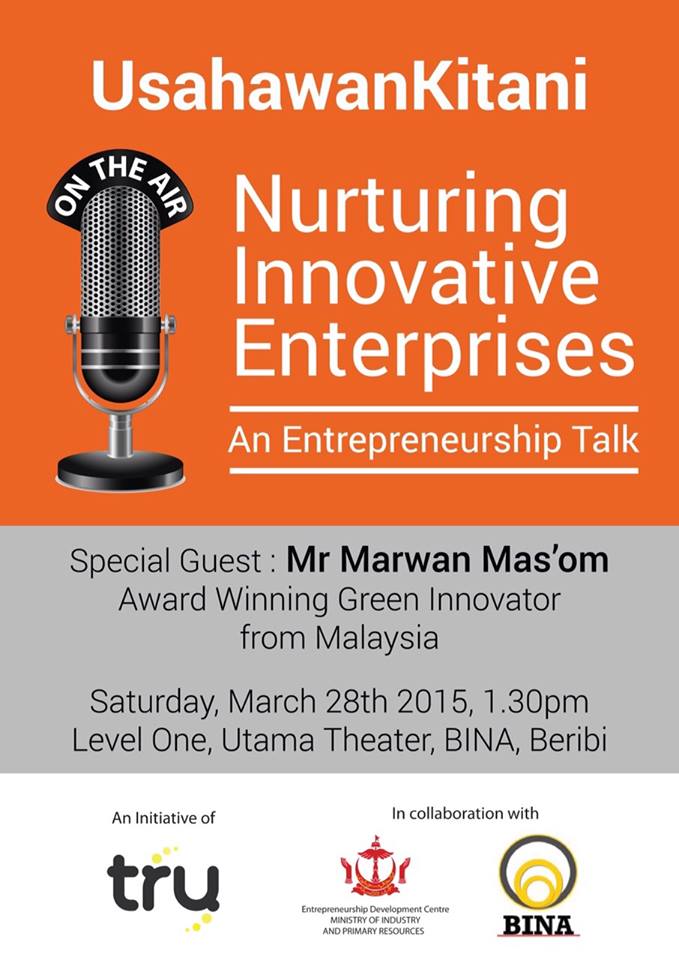 UsahawanKitani
ON THE AIR
Nurturing
Innovative
Enterprises
An Entrepreneurship Talk
Special Guest : Mr Marwan Mas'om
Award Winning Green Innovator
from Malaysia
Saturday, March 28th 2015, 1.30pm
Level One, Utama Theater, BINA, Beribi
An Initiative of
tru
In collaboration with
Entrepreneurship Development Centre
MINISTRY OF INDUSTRY
AND PRIMARY RESOURCES
BINA